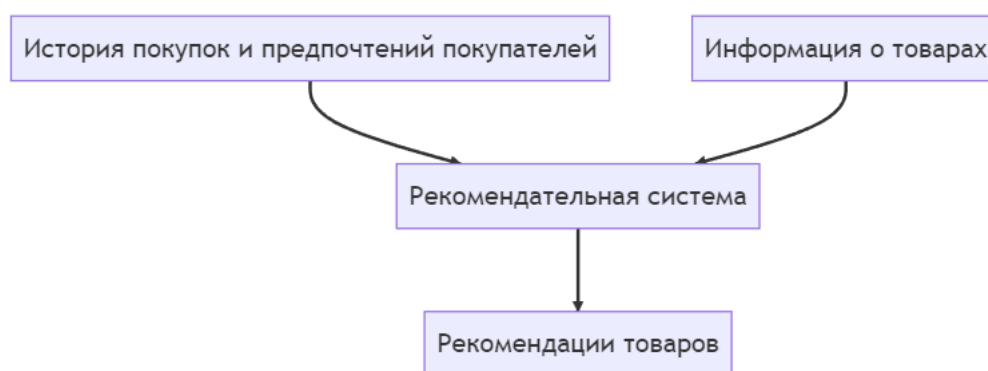 История покупок и предпочтений покупателей
Информация о товарах
Рекомендательная система
Рекомендации товаров